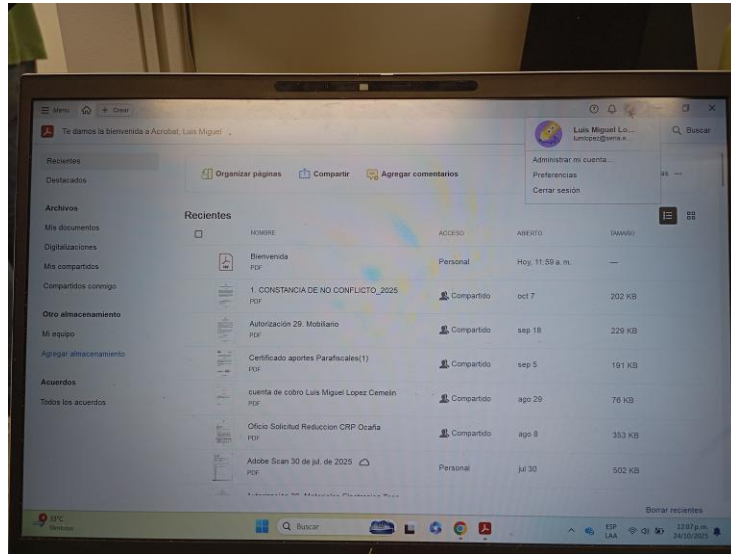 Menú
+ Crear
Te damos la bienvenida a Acrobat, Luis Miguel
Luis Miguel Lo...
Buscar
Administrar mi cuenta...
Preferencias
Cerrar sesión
Recientes
Destacados
Organizar páginas
Compartir
Agregar comentarios
Archivos
Mis documentos
Digitalizaciones
Mis compartidos
Compartidos conmigo
Otro almacenamiento
Mi equipo
Agregar almacenamiento
Acuerdos
Todos los acuerdos
Recientes
NOMBRE ACCESO ABIERTO TAMAÑO
Bienvenida Personal Hoy, 11:59 a. m. —
PDF
1. CONSTANCIA DE NO CONFLICTO_2025 Compartido oct 7 202 KB
PDF
Autorización 29. Mobiliario Compartido sep 18 229 KB
PDF
Certificado aportes Parafiscales(1) Compartido sep 5 191 KB
PDF
cuenta de cobro Luis Miguel Lopez Cemelin Compartido ago 29 76 KB
PDF
Oficio Solicitud Reduccion CRP Ocaña Compartido ago 8 353 KB
PDF
Adobe Scan 30 de jul. de 2025 Personal jul 30 502 KB
PDF
Borrar recientes
33°C
Buscar
ESP
LAA
12:07 p.m.
24/10/2025